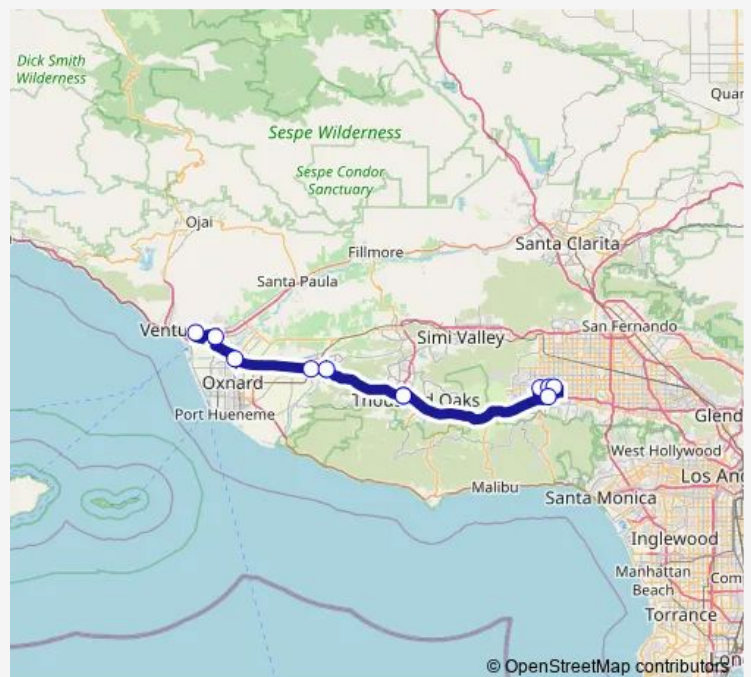 Dick Smith
Wilderness
Quar
Sespe Wilderness
Sespe Condor
Sanctuary
Ojai
Fillmore
Santa Clarita
Santa Paula
Ventu
Simi Valley
San Fernando
Oxnard
Thous d Oaks
Port Hueneme
Glend
West Hollywood
Malibu
Santa Monica
Los An
Inglewood
Manhattan
Beach
Com
Torrance
Lon
© OpenStreetMap contributors